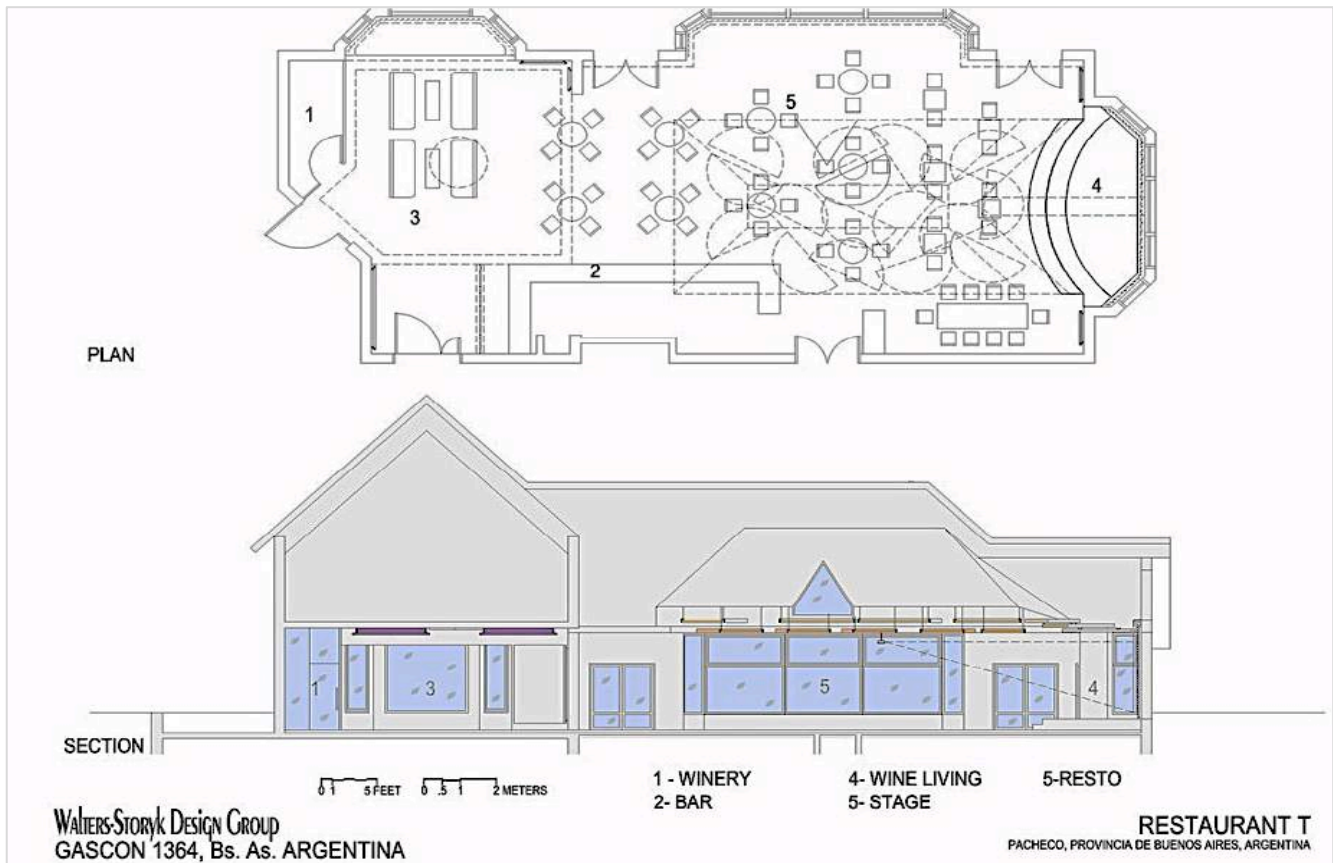 1
5
4
3
2
PLAN
1
3
5
4
SECTION
0 1 5 FEET 0 .5 1 2 METERS
1 - WINERY
2- BAR
4- WINE LIVING
5- STAGE
5-RESTO
WALTERS-STORYK DESIGN GROUP
GASCON 1364, Bs. As. ARGENTINA
RESTAURANT T
PACHECO, PROVINCIA DE BUENOS AIRES, ARGENTINA